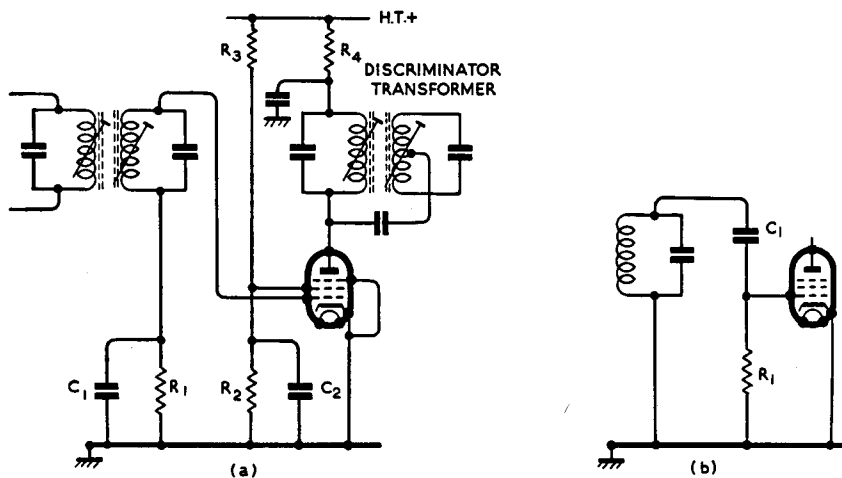 H.T.+
R3
R4
DISCRIMINATOR
TRANSFORMER
C1
R1
R2
C2
(a)
C1
R1
(b)